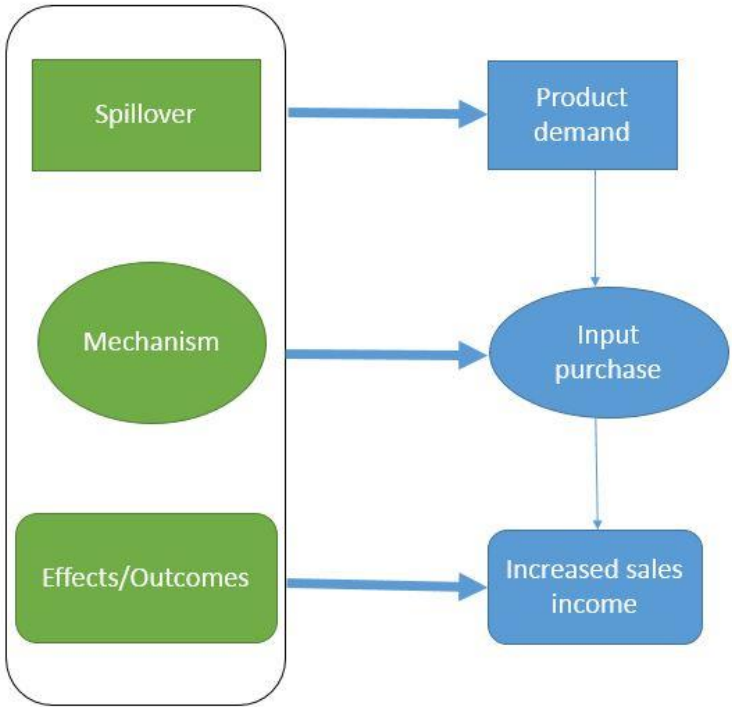 Spillover
Product
demand
Mechanism
Input
purchase
Effects/Outcomes
Increased sales
income